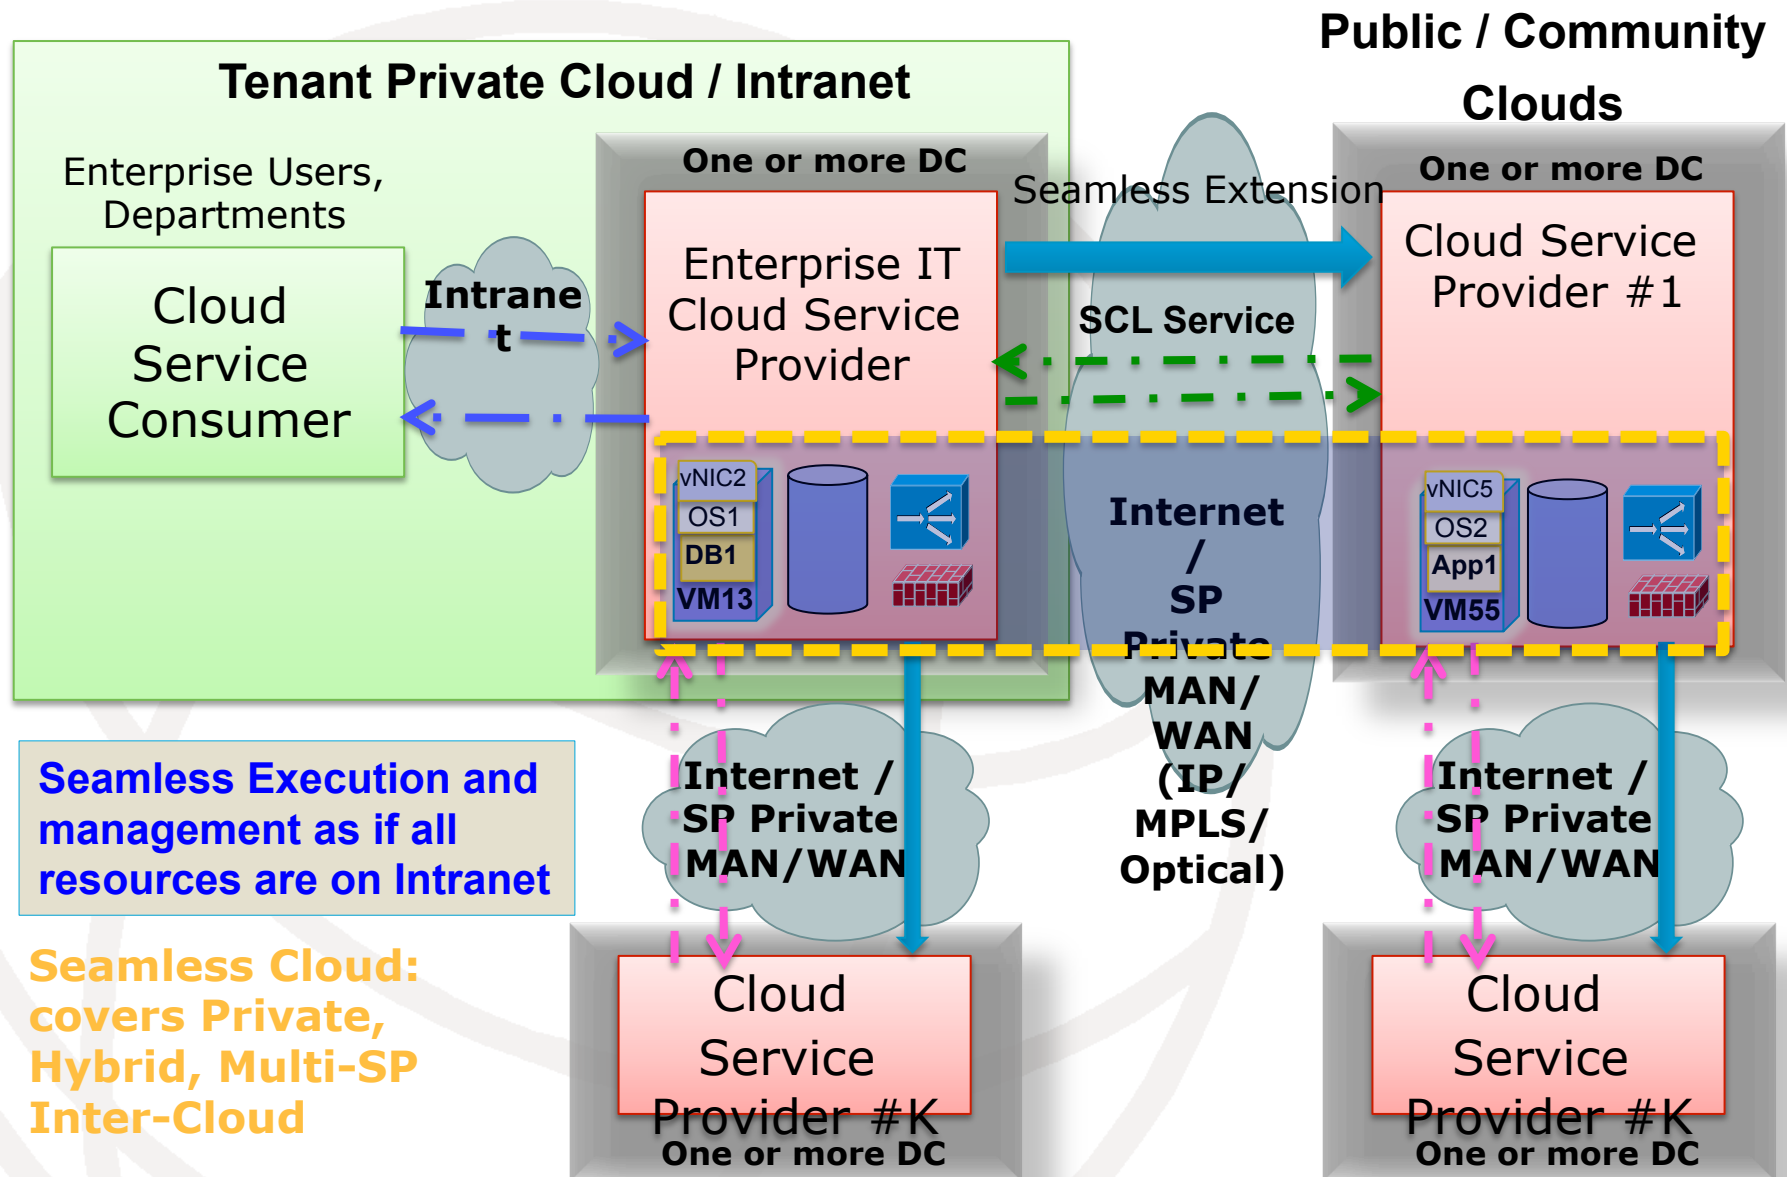 Public / Community
Clouds
Tenant Private Cloud / Intranet
Enterprise Users,
Departments
Cloud
Service
Consumer
Intrane
t
One or more DC
Enterprise IT
Cloud Service
Provider
Seamless Extension
SCL Service
One or more DC
Cloud Service
Provider #1
vNIC2
OS1
DB1
VM13
Internet
/
SP
Private
MAN/
WAN
(IP/
MPLS/
Optical)
vNIC5
OS2
App1
VM55
Seamless Execution and
management as if all
resources are on Intranet
Internet /
SP Private
MAN/WAN
Internet /
SP Private
MAN/WAN
Seamless Cloud:
covers Private,
Hybrid, Multi-SP
Inter-Cloud
Cloud
Service
Provider #K
One or more DC
Cloud
Service
Provider #K
One or more DC